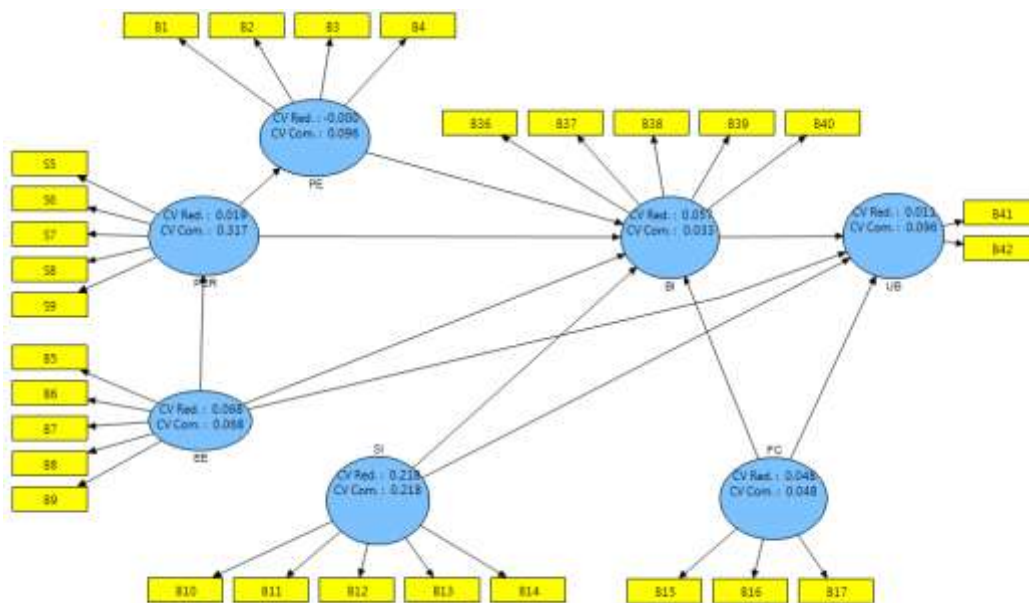 B1
B2
B3
B4
CV Red. : -0.000
CV Com. : 0.096
PE
B36
B37
B38
B39
B40
S5
S6
S7
S8
S9
CV Red. : 0.019
CV Com. : 0.317
PER
CV Red. : 0.057
CV Com. : 0.033
BI
CV Red. : 0.011
CV Com. : 0.096
UB
B41
B42
B5
B6
B7
B8
B9
CV Red. : 0.068
CV Com. : 0.068
EE
SI
CV Red. : 0.218
CV Com. : 0.218
FC
CV Red. : 0.048
CV Com. : 0.048
B10
B11
B12
B13
B14
B15
B16
B17